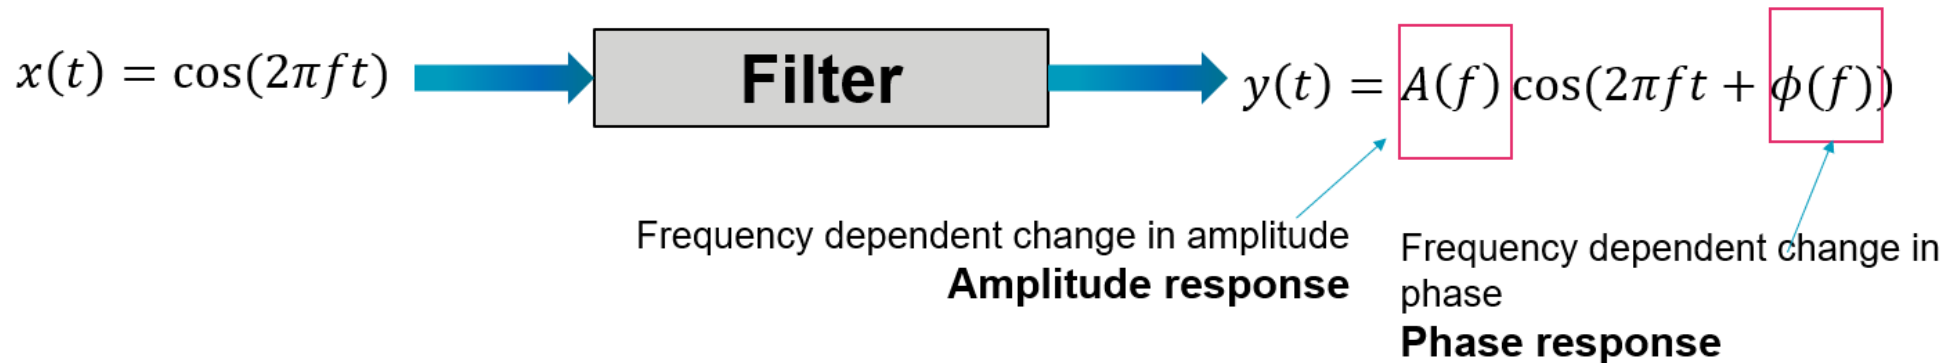 x(t) = cos(2πft)
Filter
y(t) = A(f) cos(2πft + ϕ(f))
Frequency dependent change in amplitude
Amplitude response
Frequency dependent change in
phase
Phase response